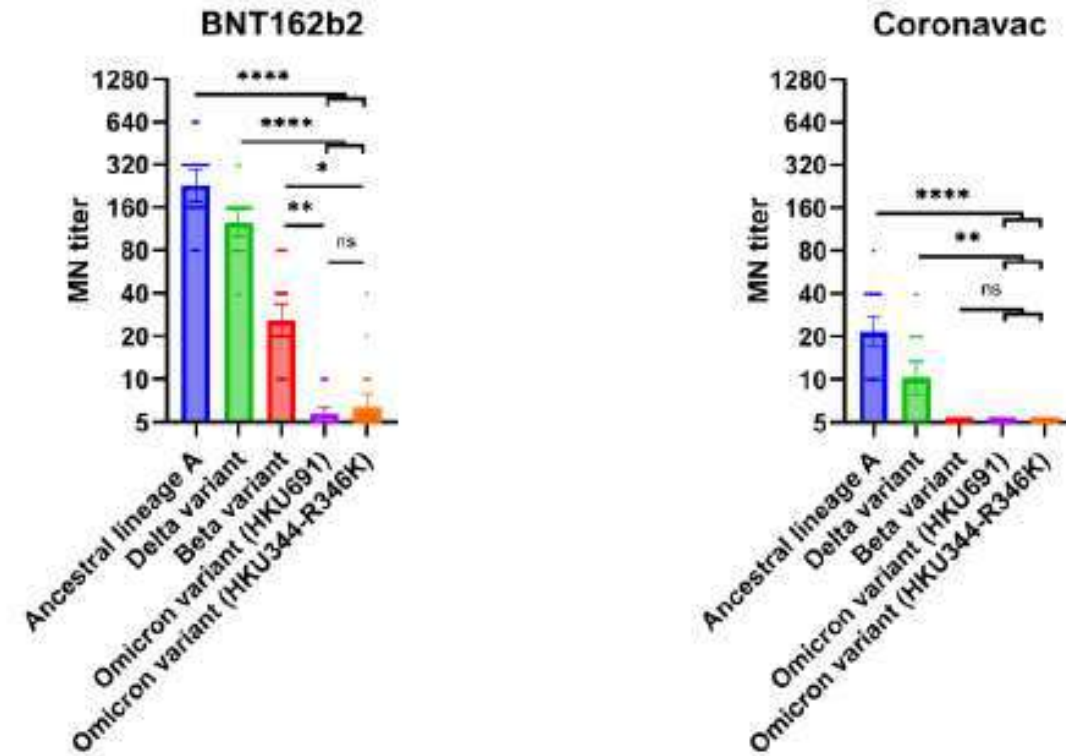 BNT162b2
MN titer
1280
640
320
160
80
40
20
10
5
****
****
*
**
ns
Ancestral lineage A
Delta variant
Beta variant
Omicron variant (HKU691)
Omicron variant (HKU344-R346K)
Coronavac
MN titer
1280
640
320
160
80
40
20
10
5
****
**
ns
Ancestral lineage A
Delta variant
Beta variant
Omicron variant (HKU691)
Omicron variant (HKU344-R346K)